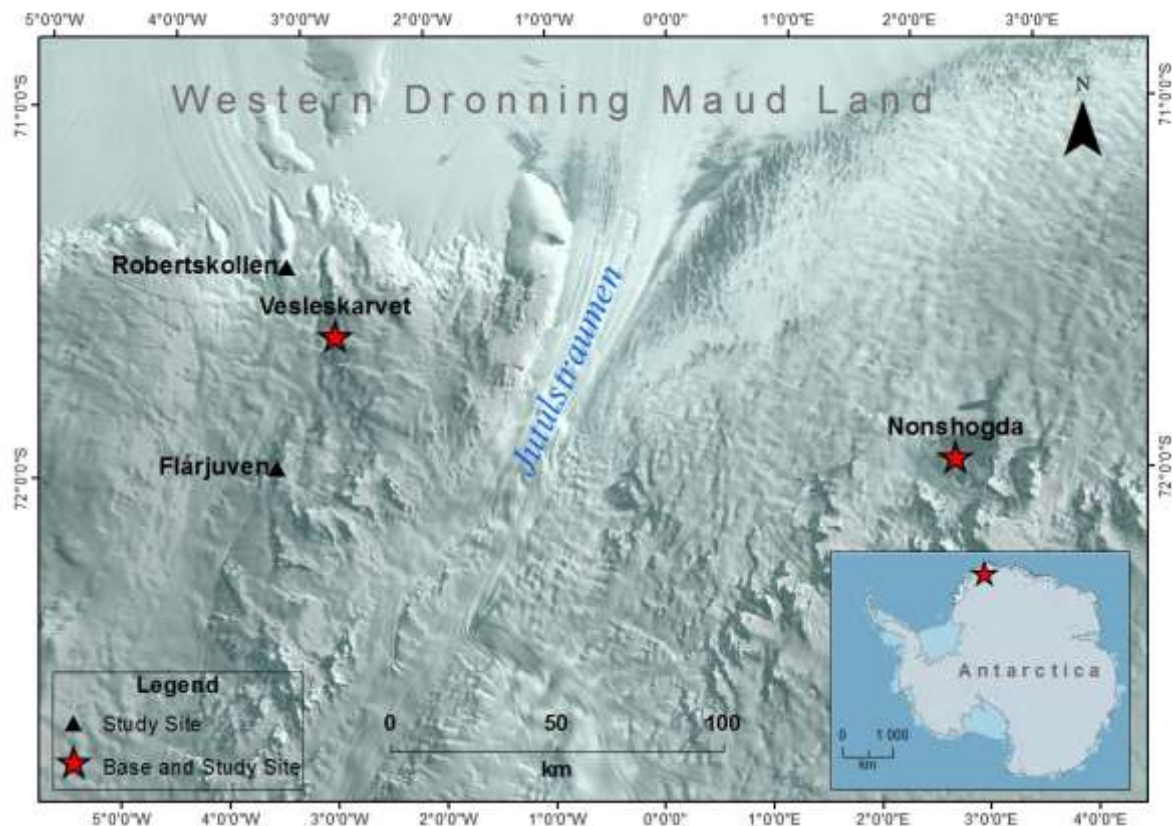 5°0'0"W 4°0'0"W 3°0'0"W 2°0'0"W 1°0'0"W 0°0'0"E 1°0'0"E 2°0'0"E 3°0'0"E
71°0'0"S
71°0'0"S
Western Dronning Maud Land
N
Robertskollen
Vesleskarvet
Jutulstraumen
Nonshogda
Flárjuven
72°0'0"S
72°0'0"S
Legend
Study Site
Base and Study Site
0 50 100
km
Antarctica
0 1 000
km
5°0'0"W 4°0'0"W 3°0'0"W 2°0'0"W 1°0'0"W 0°0'0"E 1°0'0"E 2°0'0"E 3°0'0"E 4°0'0"E